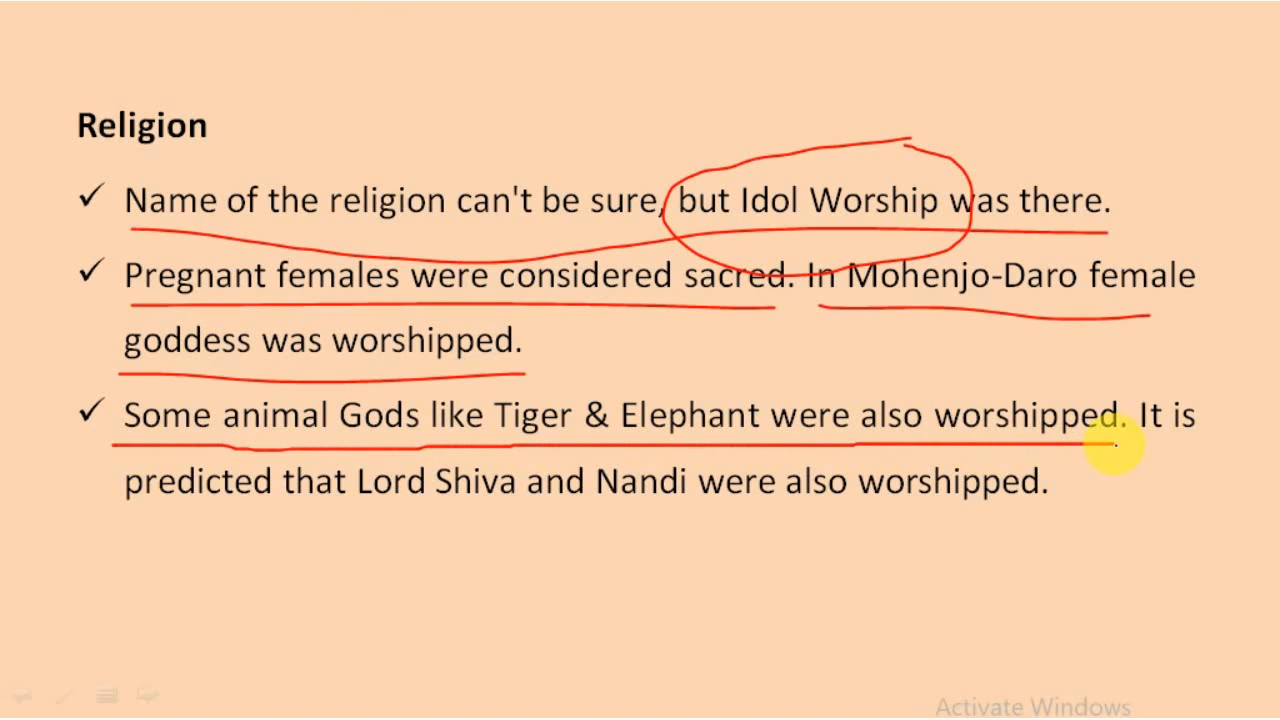 Religion
✓ Name of the religion can't be sure, but Idol Worship was there.
✓ Pregnant females were considered sacred. In Mohenjo-Daro female
goddess was worshipped.
✓ Some animal Gods like Tiger & Elephant were also worshipped. It is
predicted that Lord Shiva and Nandi were also worshipped.
Activate Windows